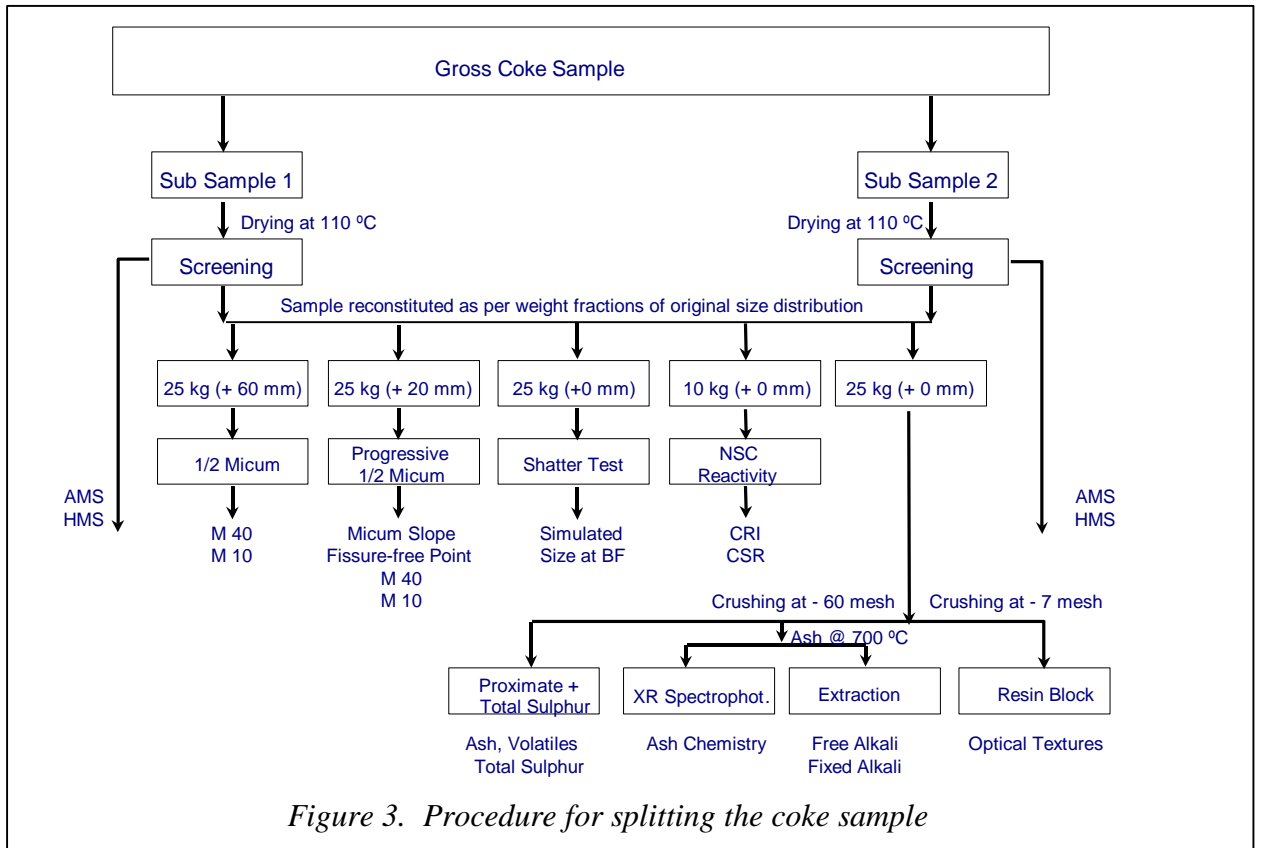 Gross Coke Sample
Sub Sample 1
Sub Sample 2
Drying at 110 ºC
Drying at 110 ºC
Screening
Screening
Sample reconstituted as per weight fractions of original size distribution
25 kg (+ 60 mm)
25 kg (+ 20 mm)
25 kg (+0 mm)
10 kg (+ 0 mm)
25 kg (+ 0 mm)
1/2 Micum
Progressive
1/2 Micum
Shatter Test
NSC
Reactivity
AMS
HMS
AMS
HMS
M 40
M 10
Micum Slope
Fissure-free Point
M 40
M 10
Simulated
Size at BF
CRI
CSR
Crushing at - 60 mesh
Crushing at - 7 mesh
Ash @ 700 ºC
Proximate +
Total Sulphur
XR Spectrophot.
Extraction
Resin Block
Ash, Volatiles
Total Sulphur
Ash Chemistry
Free Alkali
Fixed Alkali
Optical Textures
Figure 3. Procedure for splitting the coke sample